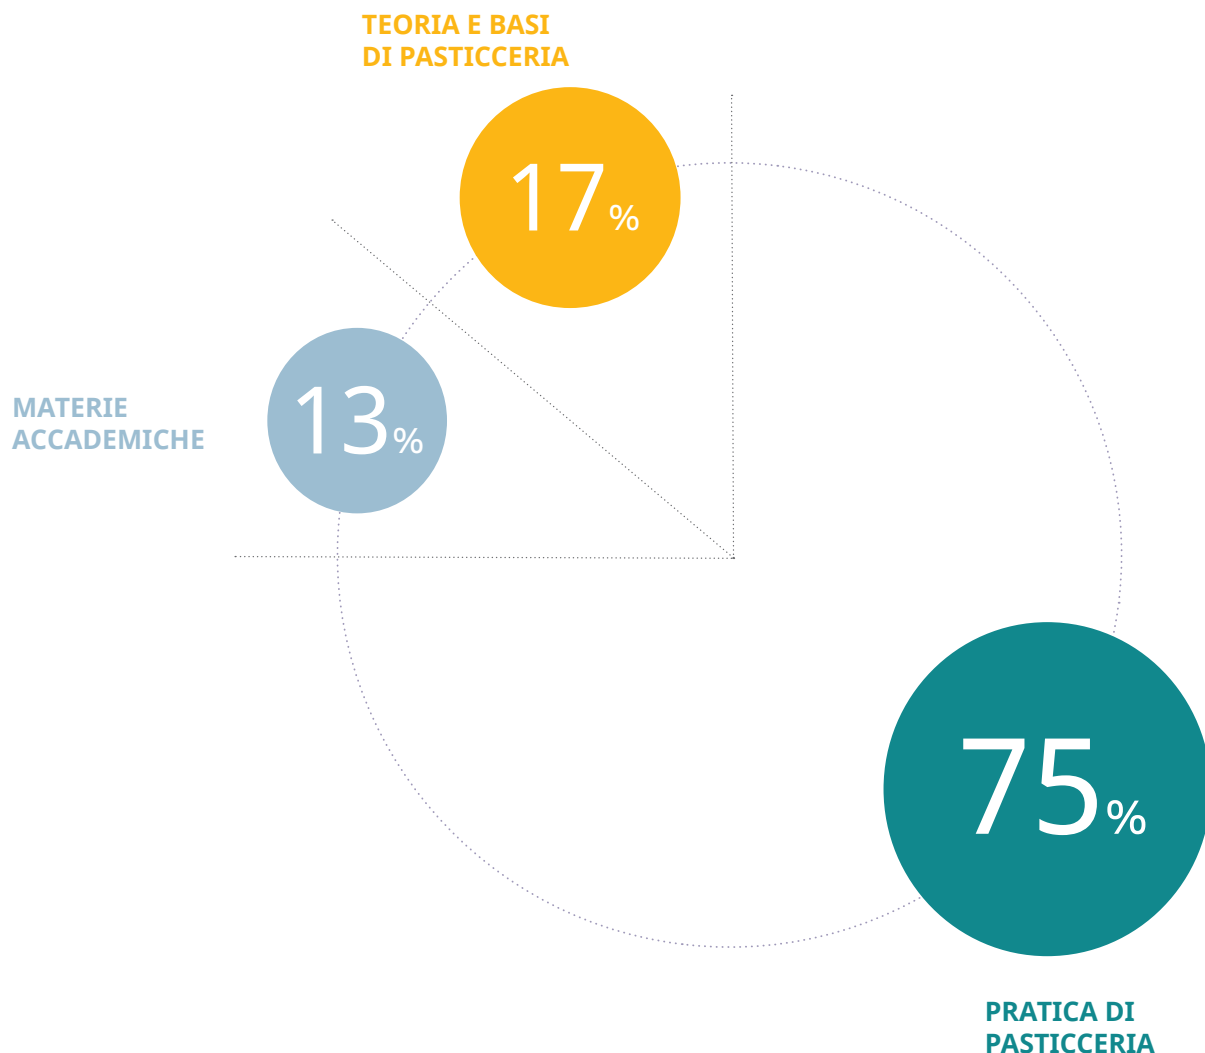 TEORIA E BASI
DI PASTICCERIA
17%
13%
MATERIE
ACCADEMICHE
75%
PRATICA DI
PASTICCERIA